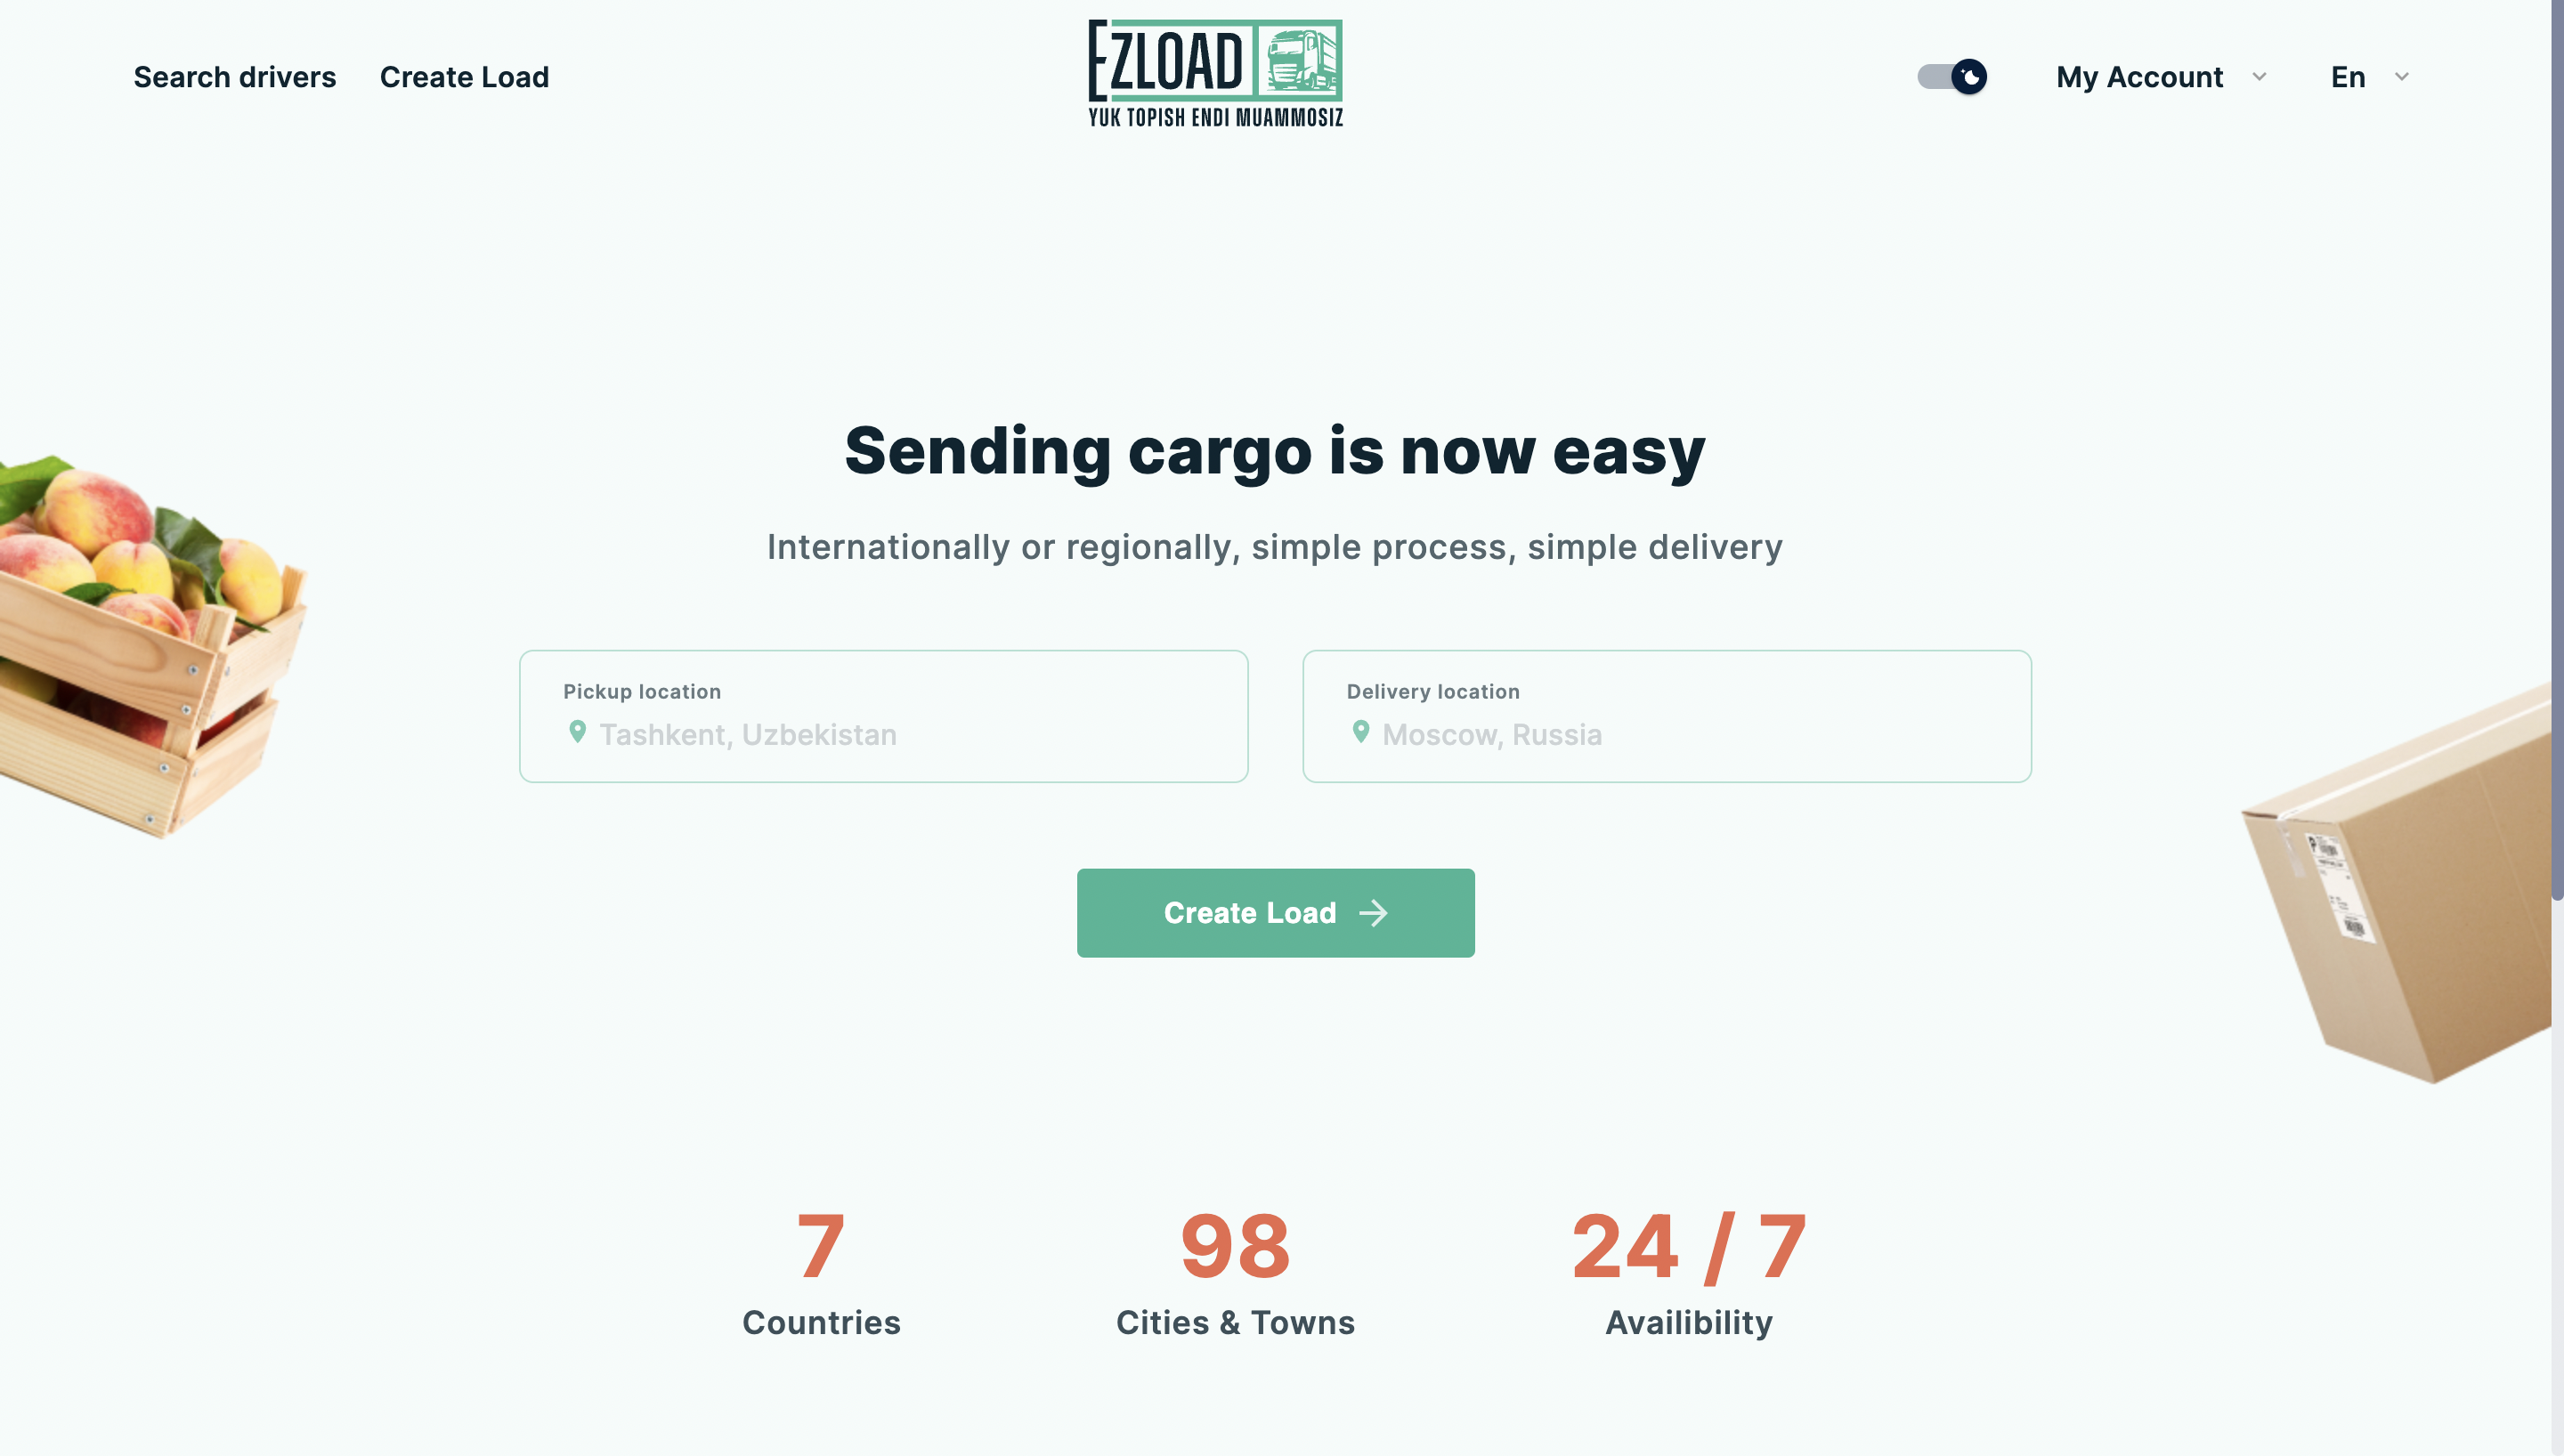 Search drivers
Create Load
EZLOAD
YUK TOPISH ENDI MUAMMOSIZ
My Account
En
Sending cargo is now easy
Internationally or regionally, simple process, simple delivery
Pickup location
Tashkent, Uzbekistan
Delivery location
Moscow, Russia
Create Load
7
Countries
98
Cities & Towns
24 / 7
Availibility